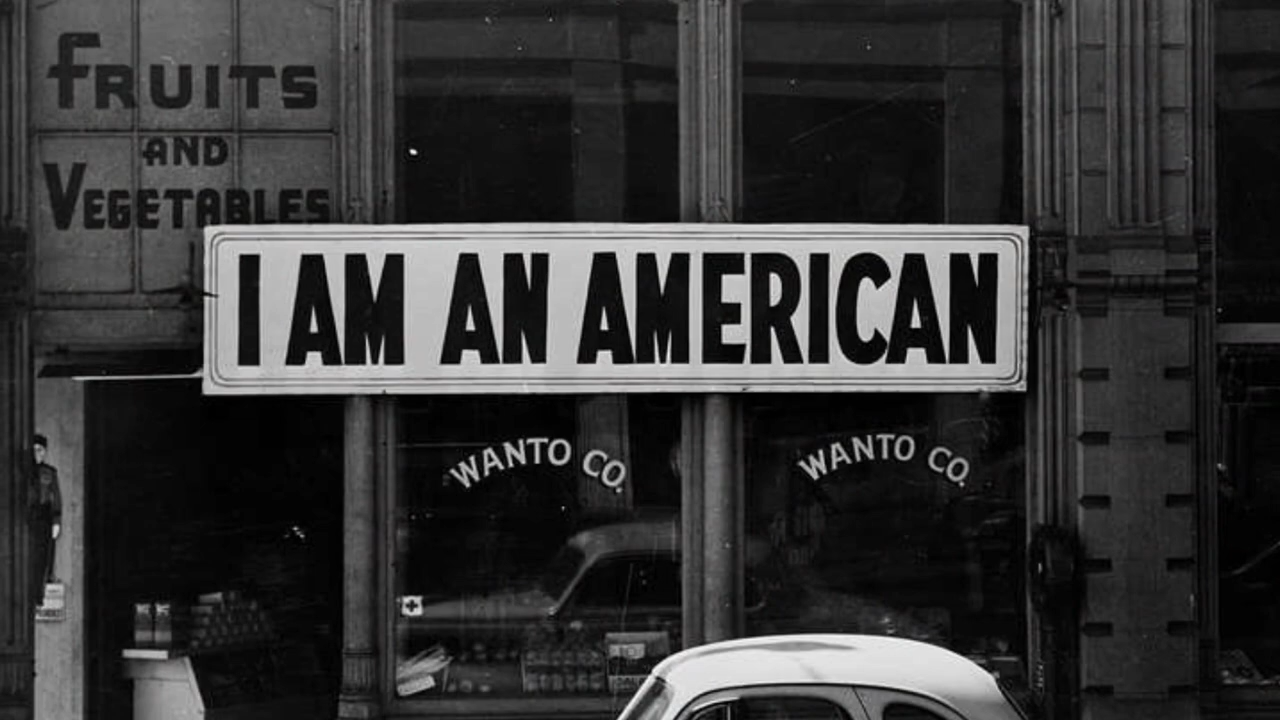 FRUITS
AND
VEGETABLES
I AM AN AMERICAN
WANTO CO.
WANTO CO.